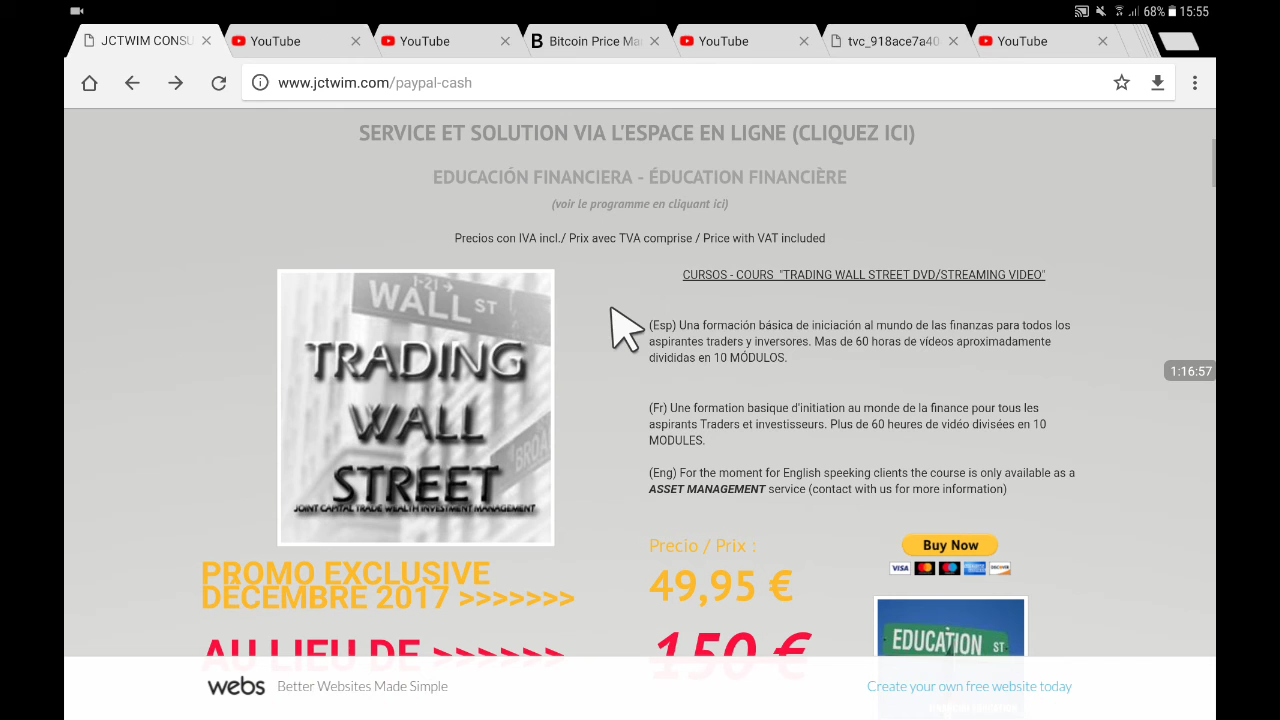 68% 15:55
JCTWIM CONSU
YouTube
YouTube
Bitcoin Price Ma
YouTube
tvc_918ace7a40
YouTube
www.jctwim.com/paypal-cash
SERVICE ET SOLUTION VIA L'ESPACE EN LIGNE (CLIQUEZ ICI)
EDUCACIÓN FINANCIERA - ÉDUCATION FINANCIÈRE
(voir le programme en cliquant ici)
Precios con IVA incl./ Prix avec TVA comprise / Price with VAT included
1-21 →
WALL ST
TRADING
WALL
STREET
BROA
JOINT CAPITAL TRADE WEALTH INVESTMENT MANAGEMENT
CURSOS - COURS "TRADING WALL STREET DVD/STREAMING VIDEO"
(Esp) Una formación básica de iniciación al mundo de las finanzas para todos los
aspirantes traders y inversores. Mas de 60 horas de vídeos aproximadamente
divididas en 10 MÓDULOS.
1:16:57
(Fr) Une formation basique d'initiation au monde de la finance pour tous les
aspirants Traders et investisseurs. Plus de 60 heures de vidéo divisées en 10
MODULES.
(Eng) For the moment for English speeking clients the course is only available as a
ASSET MANAGEMENT service (contact with us for more information)
PROMO EXCLUSIVE
DECEMBRE 2017 >>>>>>>
AU LIEU DE >>>>>>
Precio / Prix :
49,95 €
150 €
Buy Now
VISA
DISCOVER
EDUCATION ST
webs Better Websites Made Simple
Create your own free website today